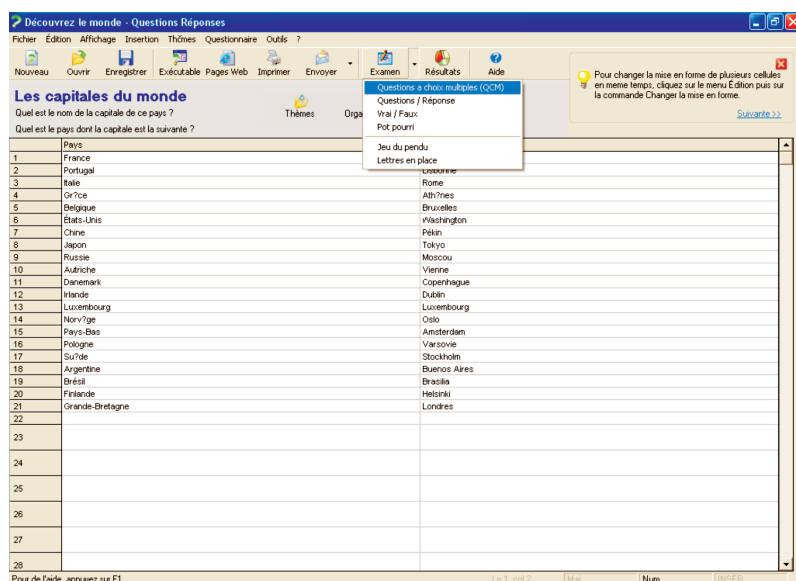 Découvrez le monde - Questions Réponses
Fichier Édition Affichage Insertion Thŏmes Questionnaire Outils ?
Nouveau Ouvrir Enregistrer Exécutable Pages Web Imprimer Envoyer Examen Résultats Aide
Pour changer la mise en forme de plusieurs cellules
en meme temps, cliquez sur le menu Édition puis sur
la commande Changer la mise en forme.
Suivante >>
Questions a choix multiples (QCM)
Questions / Réponse
Vrai / Faux
Pot pourri
Jeu du pendu
Lettres en place
Les capitales du monde
Quel est le nom de la capitale de ce pays ?
Quel est le pays dont la capitale est la suivante ?
Thèmes Orga
Pays
1 France
2 Portugal Lisbonne
3 Italie Rome
4 Gr?ce Ath?nes
5 Belgique Bruxelles
6 États-Unis Washington
7 Chine Pékin
8 Japon Tokyo
9 Russie Moscou
10 Autriche Vienne
11 Danemark Copenhague
12 Irlande Dublin
13 Luxembourg Luxembourg
14 Norv?ge Oslo
15 Pays-Bas Amsterdam
16 Pologne Varsovie
17 Su?de Stockholm
18 Argentine Buenos Aires
19 Brésil Brasilia
20 Finlande Helsinki
21 Grande-Bretagne Londres
22
23
24
25
26
27
28
Pour de l'aide, appuyez sur F1 Ln 1, col 2 Maj Num INSER